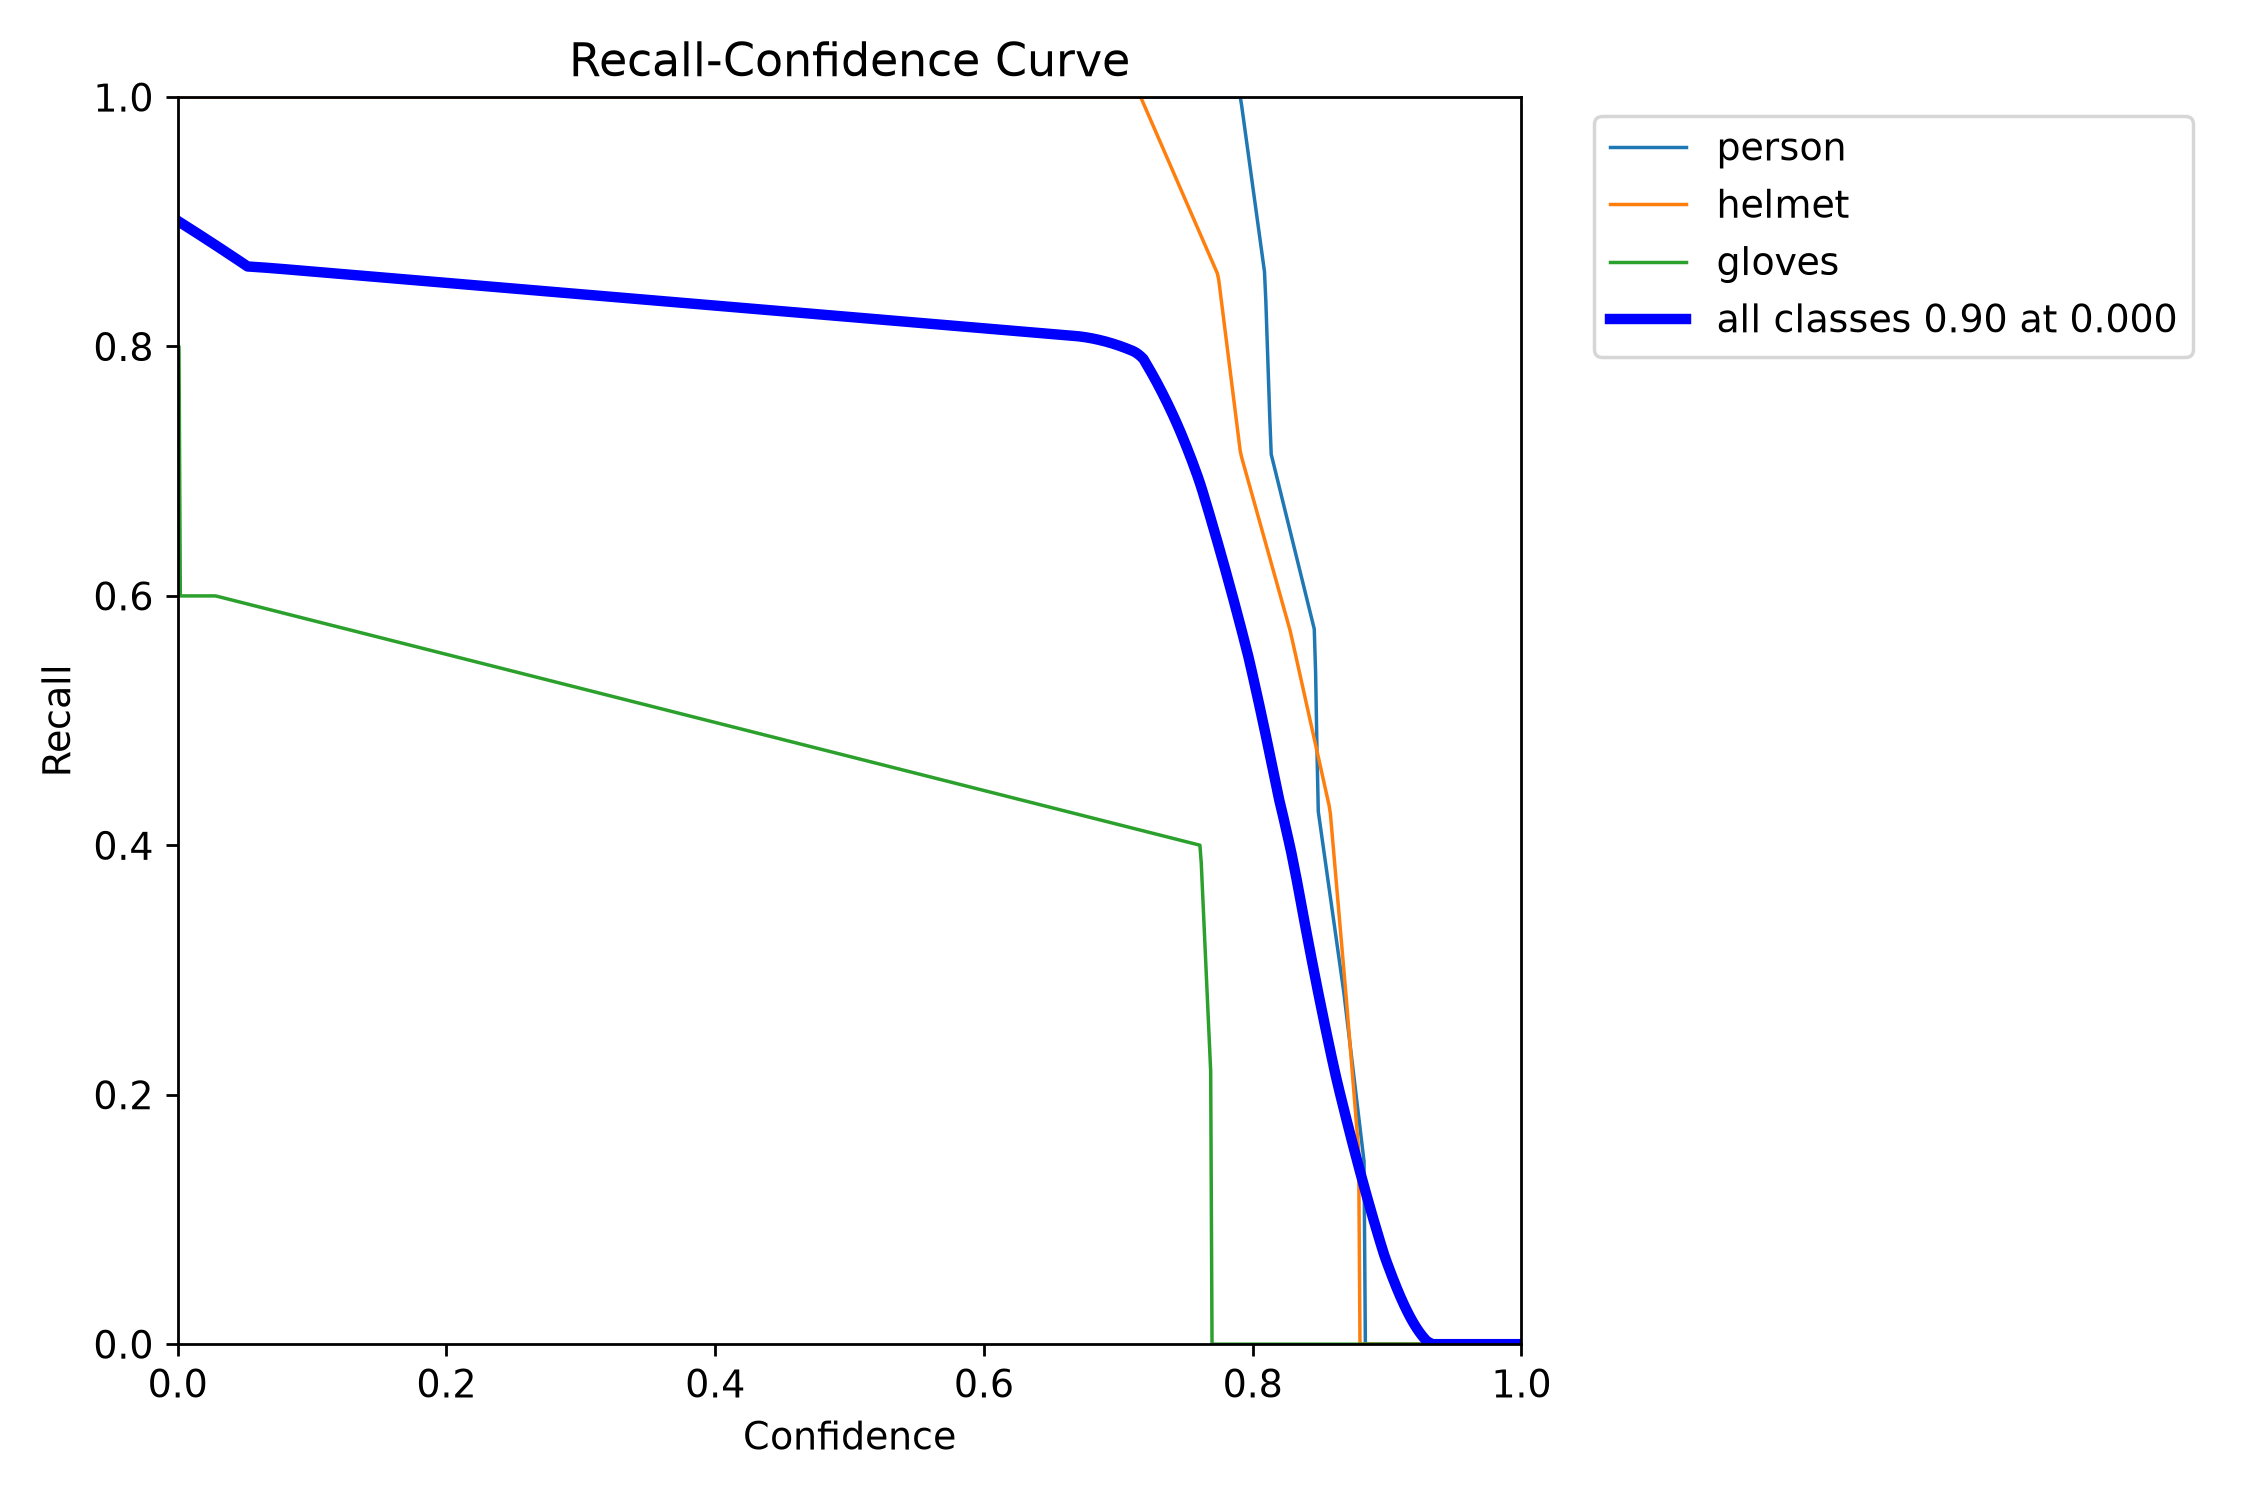 Recall-Confidence Curve
1.0
0.8
0.6
0.4
0.2
0.0
Recall
0.0 0.2 0.4 0.6 0.8 1.0
Confidence
person
helmet
gloves
all classes 0.90 at 0.000